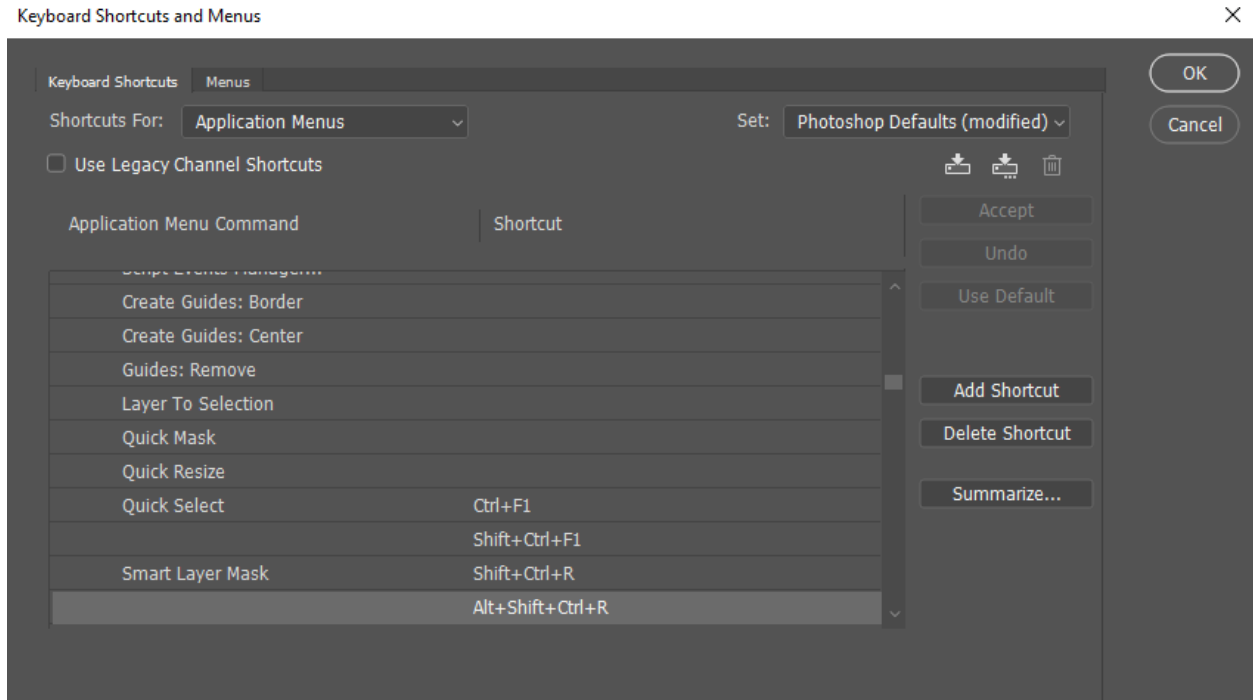 Keyboard Shortcuts and Menus
Keyboard Shortcuts Menus
Shortcuts For: Application Menus Set: Photoshop Defaults (modified)
Use Legacy Channel Shortcuts
Application Menu Command Shortcut
Script Events Manager...
Create Guides: Border
Create Guides: Center
Guides: Remove
Layer To Selection
Quick Mask
Quick Resize
Quick Select Ctrl+F1
Shift+Ctrl+F1
Smart Layer Mask Shift+Ctrl+R
Alt+Shift+Ctrl+R
Accept
Undo
Use Default
Add Shortcut
Delete Shortcut
Summarize...
OK
Cancel